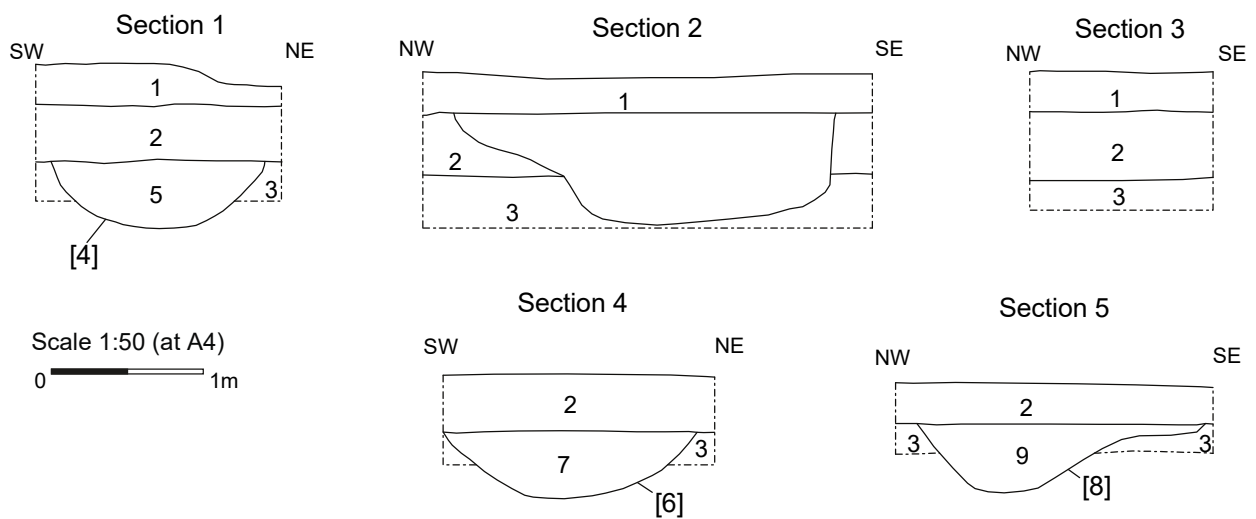 Section 1
SW
NE
1
2
5
3
[4]
Section 2
NW
SE
1
2
3
Section 3
NW
SE
1
2
3
Scale 1:50 (at A4)
0
1m
Section 4
SW
NE
2
7
3
[6]
Section 5
NW
SE
2
3
9
3
[8]